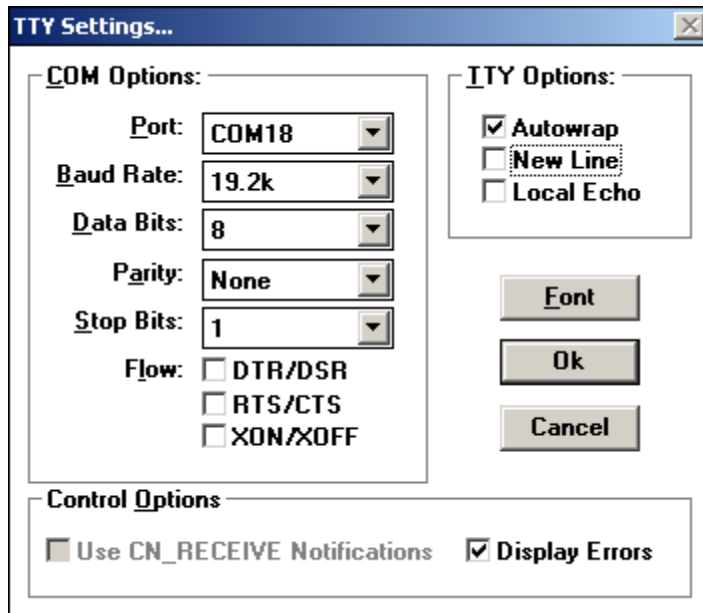 TTY Settings...
COM Options:
Port: COM18
Baud Rate: 19.2k
Data Bits: 8
Parity: None
Stop Bits: 1
Flow: DTR/DSR
RTS/CTS
XON/XOFF
TTY Options:
Autowrap
New Line
Local Echo
Font
Ok
Cancel
Control Options
Use CN_RECEIVE Notifications
Display Errors